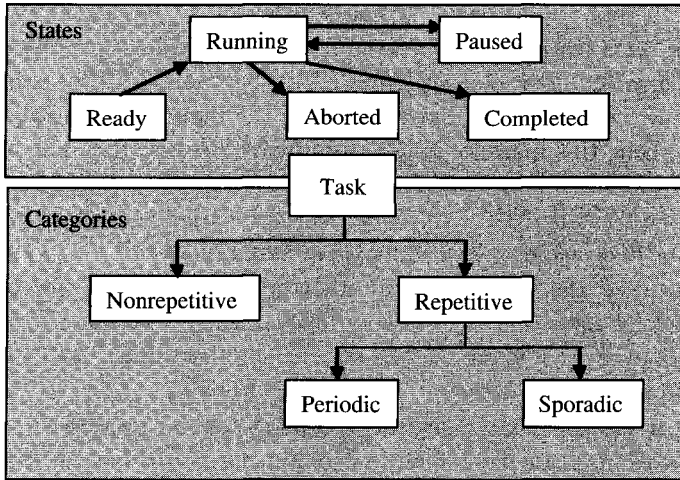 States
Running
Paused
Ready
Aborted
Completed
Task
Categories
Nonrepetitive
Repetitive
Periodic
Sporadic